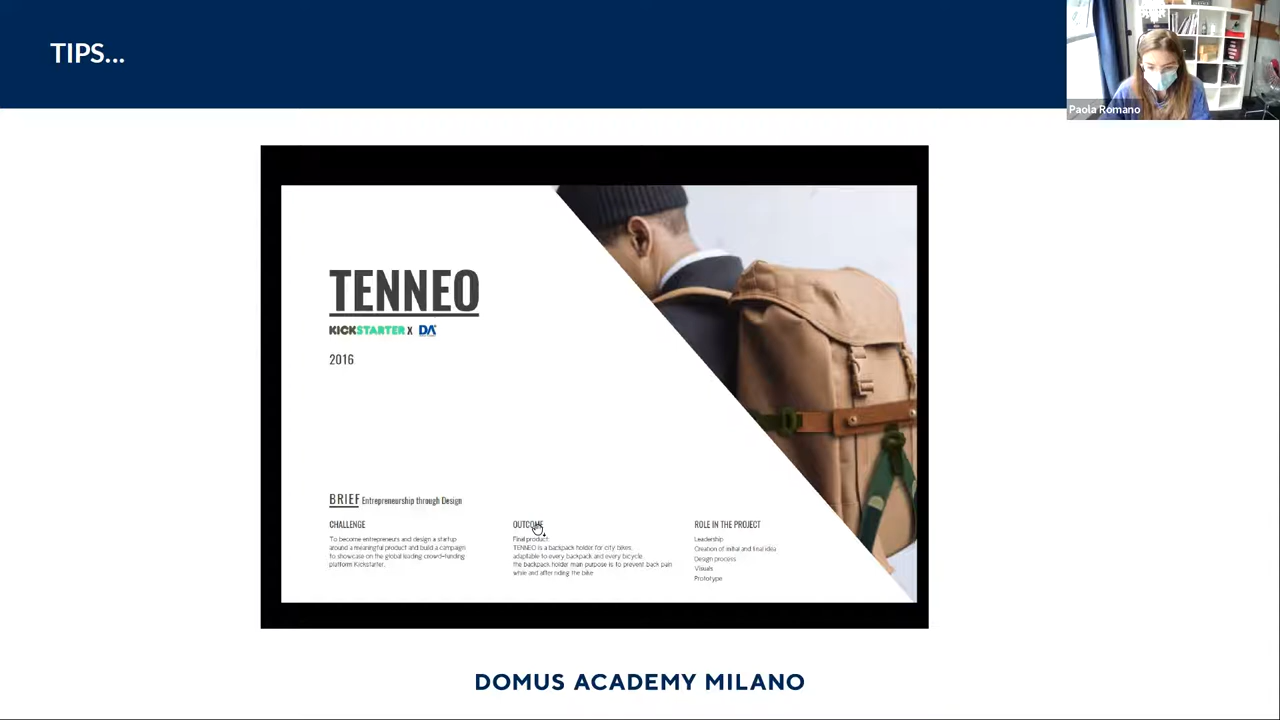 TIPS...
Paola Romano
TENNEO
KICKSTARTER X DA
2016
BRIEF Entrepreneurship through Design
CHALLENGE
To become entrepreneurs and design a startup
around a meaningful product and build a campaign
to showcase on the global leading crowd-funding
platform Kickstarter.
OUTCOME
Final product:
TENNEO is a backpack holder for city bikes,
adaptable to every backpack and every bicycle.
the backpack holder main purpose is to prevent back pain
while and after riding the bike
ROLE IN THE PROJECT
Leadership
Creation of initial and final idea
Design process
Visuals
Prototype
DOMUS ACADEMY MILANO